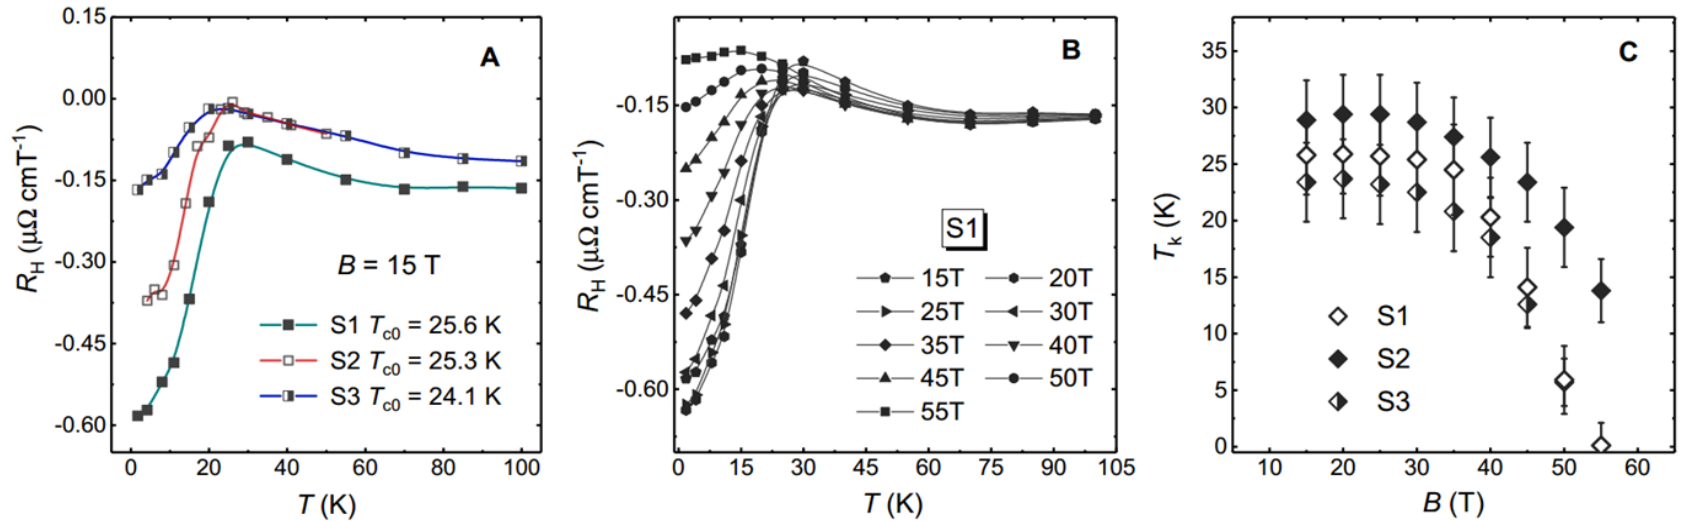 A
0.15
0.00
-0.15
-0.30
-0.45
-0.60
R_H (μΩ cmT⁻¹)
B = 15 T
S1 T_c0 = 25.6 K
S2 T_c0 = 25.3 K
S3 T_c0 = 24.1 K
0 20 40 60 80 100
T (K)
B
-0.15
-0.30
-0.45
-0.60
R_H (μΩ cmT⁻¹)
S1
15T 20T
25T 30T
35T 40T
45T 50T
55T
0 15 30 45 60 75 90 105
T (K)
C
35
30
25
20
15
10
5
0
T_k (K)
S1
S2
S3
10 20 30 40 50 60
B (T)